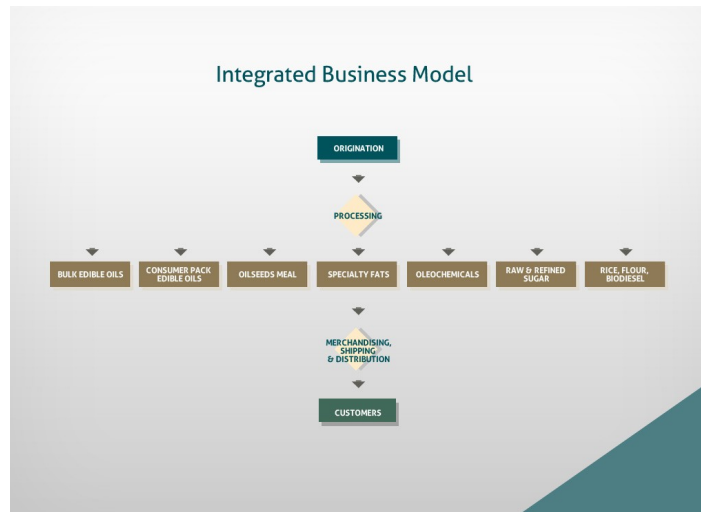 Integrated Business Model
ORIGINATION
PROCESSING
BULK EDIBLE OILS
CONSUMER PACK
EDIBLE OILS
OILSEEDS MEAL
SPECIALTY FATS
OLEOCHEMICALS
RAW & REFINED
SUGAR
RICE, FLOUR,
BIODIESEL
MERCHANDISING,
SHIPPING
& DISTRIBUTION
CUSTOMERS